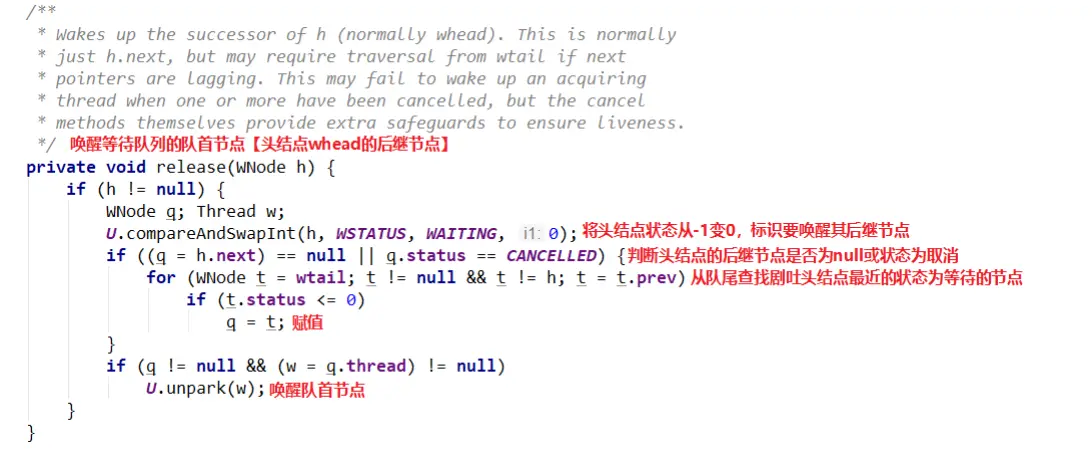 /**
* Wakes up the successor of h (normally whead). This is normally
* just h.next, but may require traversal from wtail if next
* pointers are lagging. This may fail to wake up an acquiring
* thread when one or more have been cancelled, but the cancel
* methods themselves provide extra safeguards to ensure liveness.
*/ 唤醒等待队列的队首节点【头结点whead的后继节点】
private void release(WNode h) {
if (h != null) {
WNode q; Thread w;
U.compareAndSwapInt(h, WSTATUS, WAITING, i1: 0); 将头结点状态从-1变0，标识要唤醒其后继节点
if ((q = h.next) == null || q.status == CANCELLED) { 判断头结点的后继节点是否为null或状态为取消
for (WNode t = wtail; t != null && t != h; t = t.prev) 从队尾查找剧吐头结点最近的状态为等待的节点
if (t.status <= 0)
q = t; 赋值
}
if (q != null && (w = q.thread) != null)
U.unpark(w); 唤醒队首节点
}
}